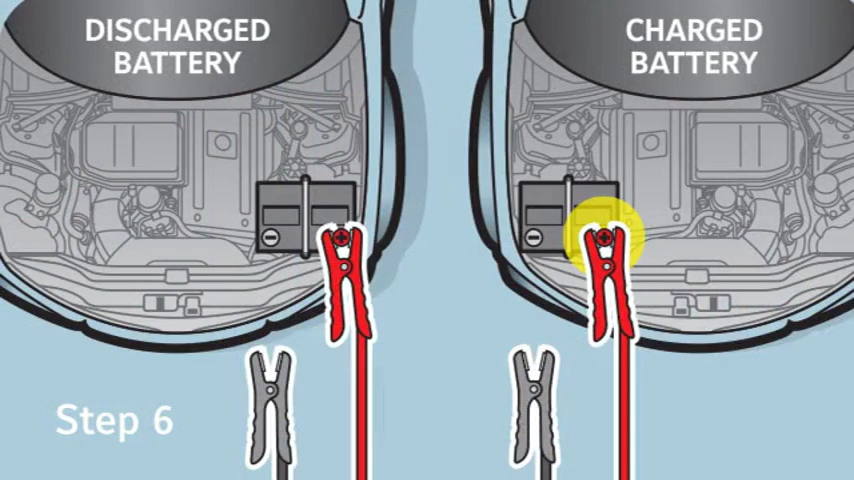 DISCHARGED
BATTERY
CHARGED
BATTERY
Step 6